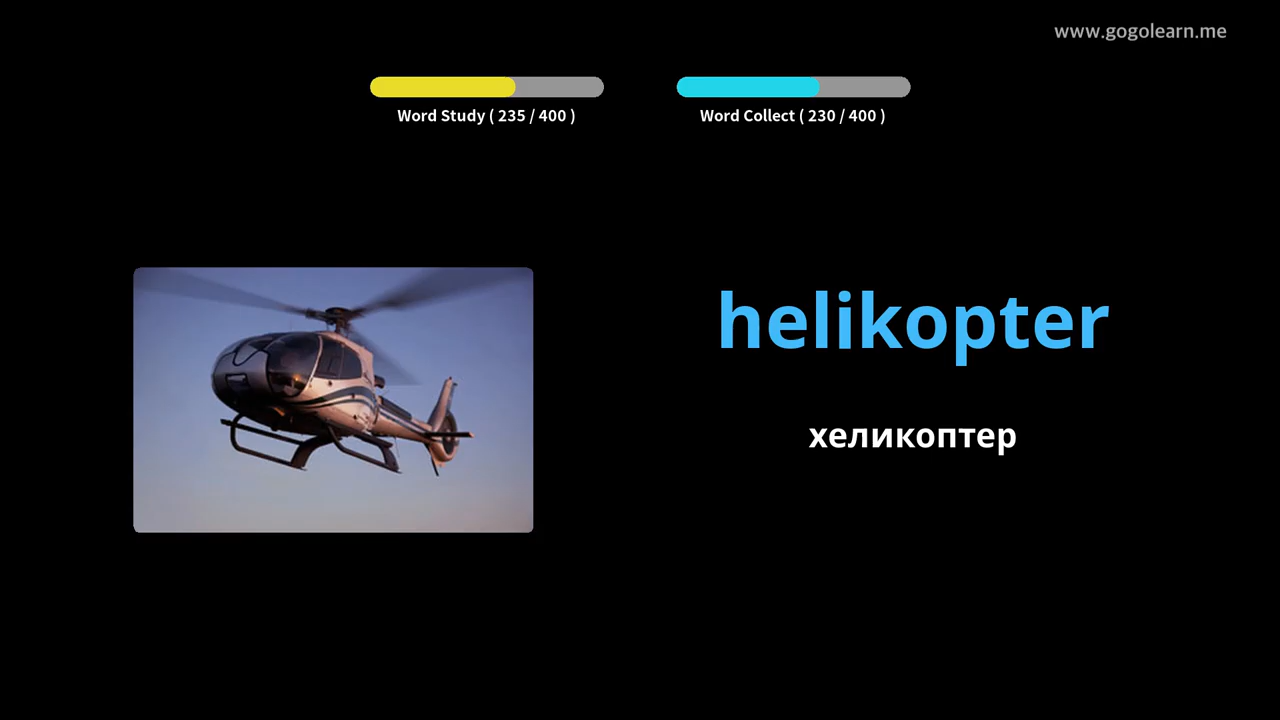 www.gogolearn.me
Word Study ( 235 / 400 )
Word Collect ( 230 / 400 )
helikopter
хеликоптер